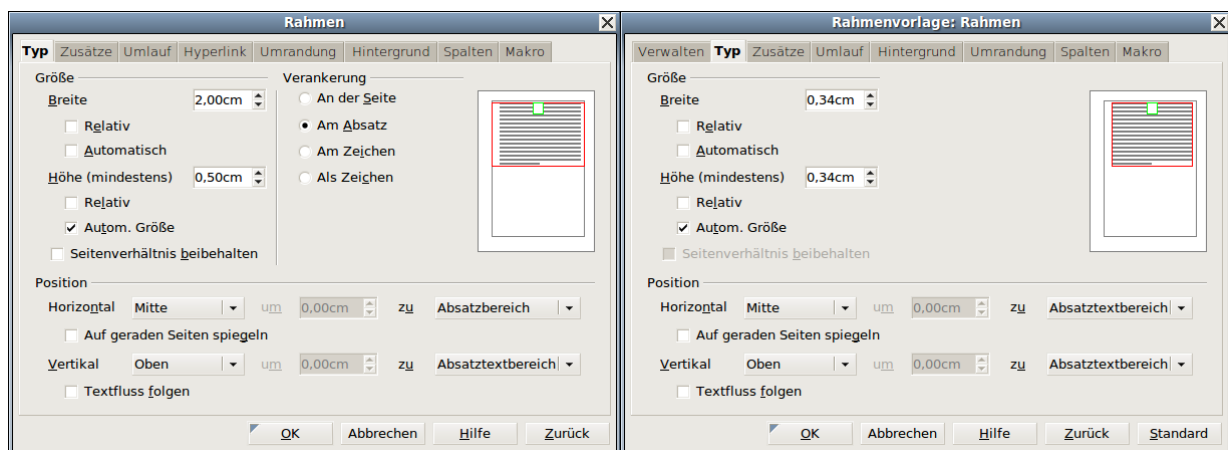 Rahmen
Typ Zusätze Umlauf Hyperlink Umrandung Hintergrund Spalten Makro
Größe
Breite 2,00cm
Relativ
Automatisch
Höhe (mindestens) 0,50cm
Relativ
Autom. Größe
Seitenverhältnis beibehalten
Verankerung
An der Seite
Am Absatz
Am Zeichen
Als Zeichen
Position
Horizontal Mitte um 0,00cm zu Absatzbereich
Auf geraden Seiten spiegeln
Vertikal Oben um 0,00cm zu Absatztextbereich
Textfluss folgen
OK Abbrechen Hilfe Zurück
Rahmenvorlage: Rahmen
Verwalten Typ Zusätze Umlauf Hintergrund Umrandung Spalten Makro
Größe
Breite 0,34cm
Relativ
Automatisch
Höhe (mindestens) 0,34cm
Relativ
Autom. Größe
Seitenverhältnis beibehalten
Position
Horizontal Mitte um 0,00cm zu Absatztextbereich
Auf geraden Seiten spiegeln
Vertikal Oben um 0,00cm zu Absatztextbereich
Textfluss folgen
OK Abbrechen Hilfe Zurück Standard